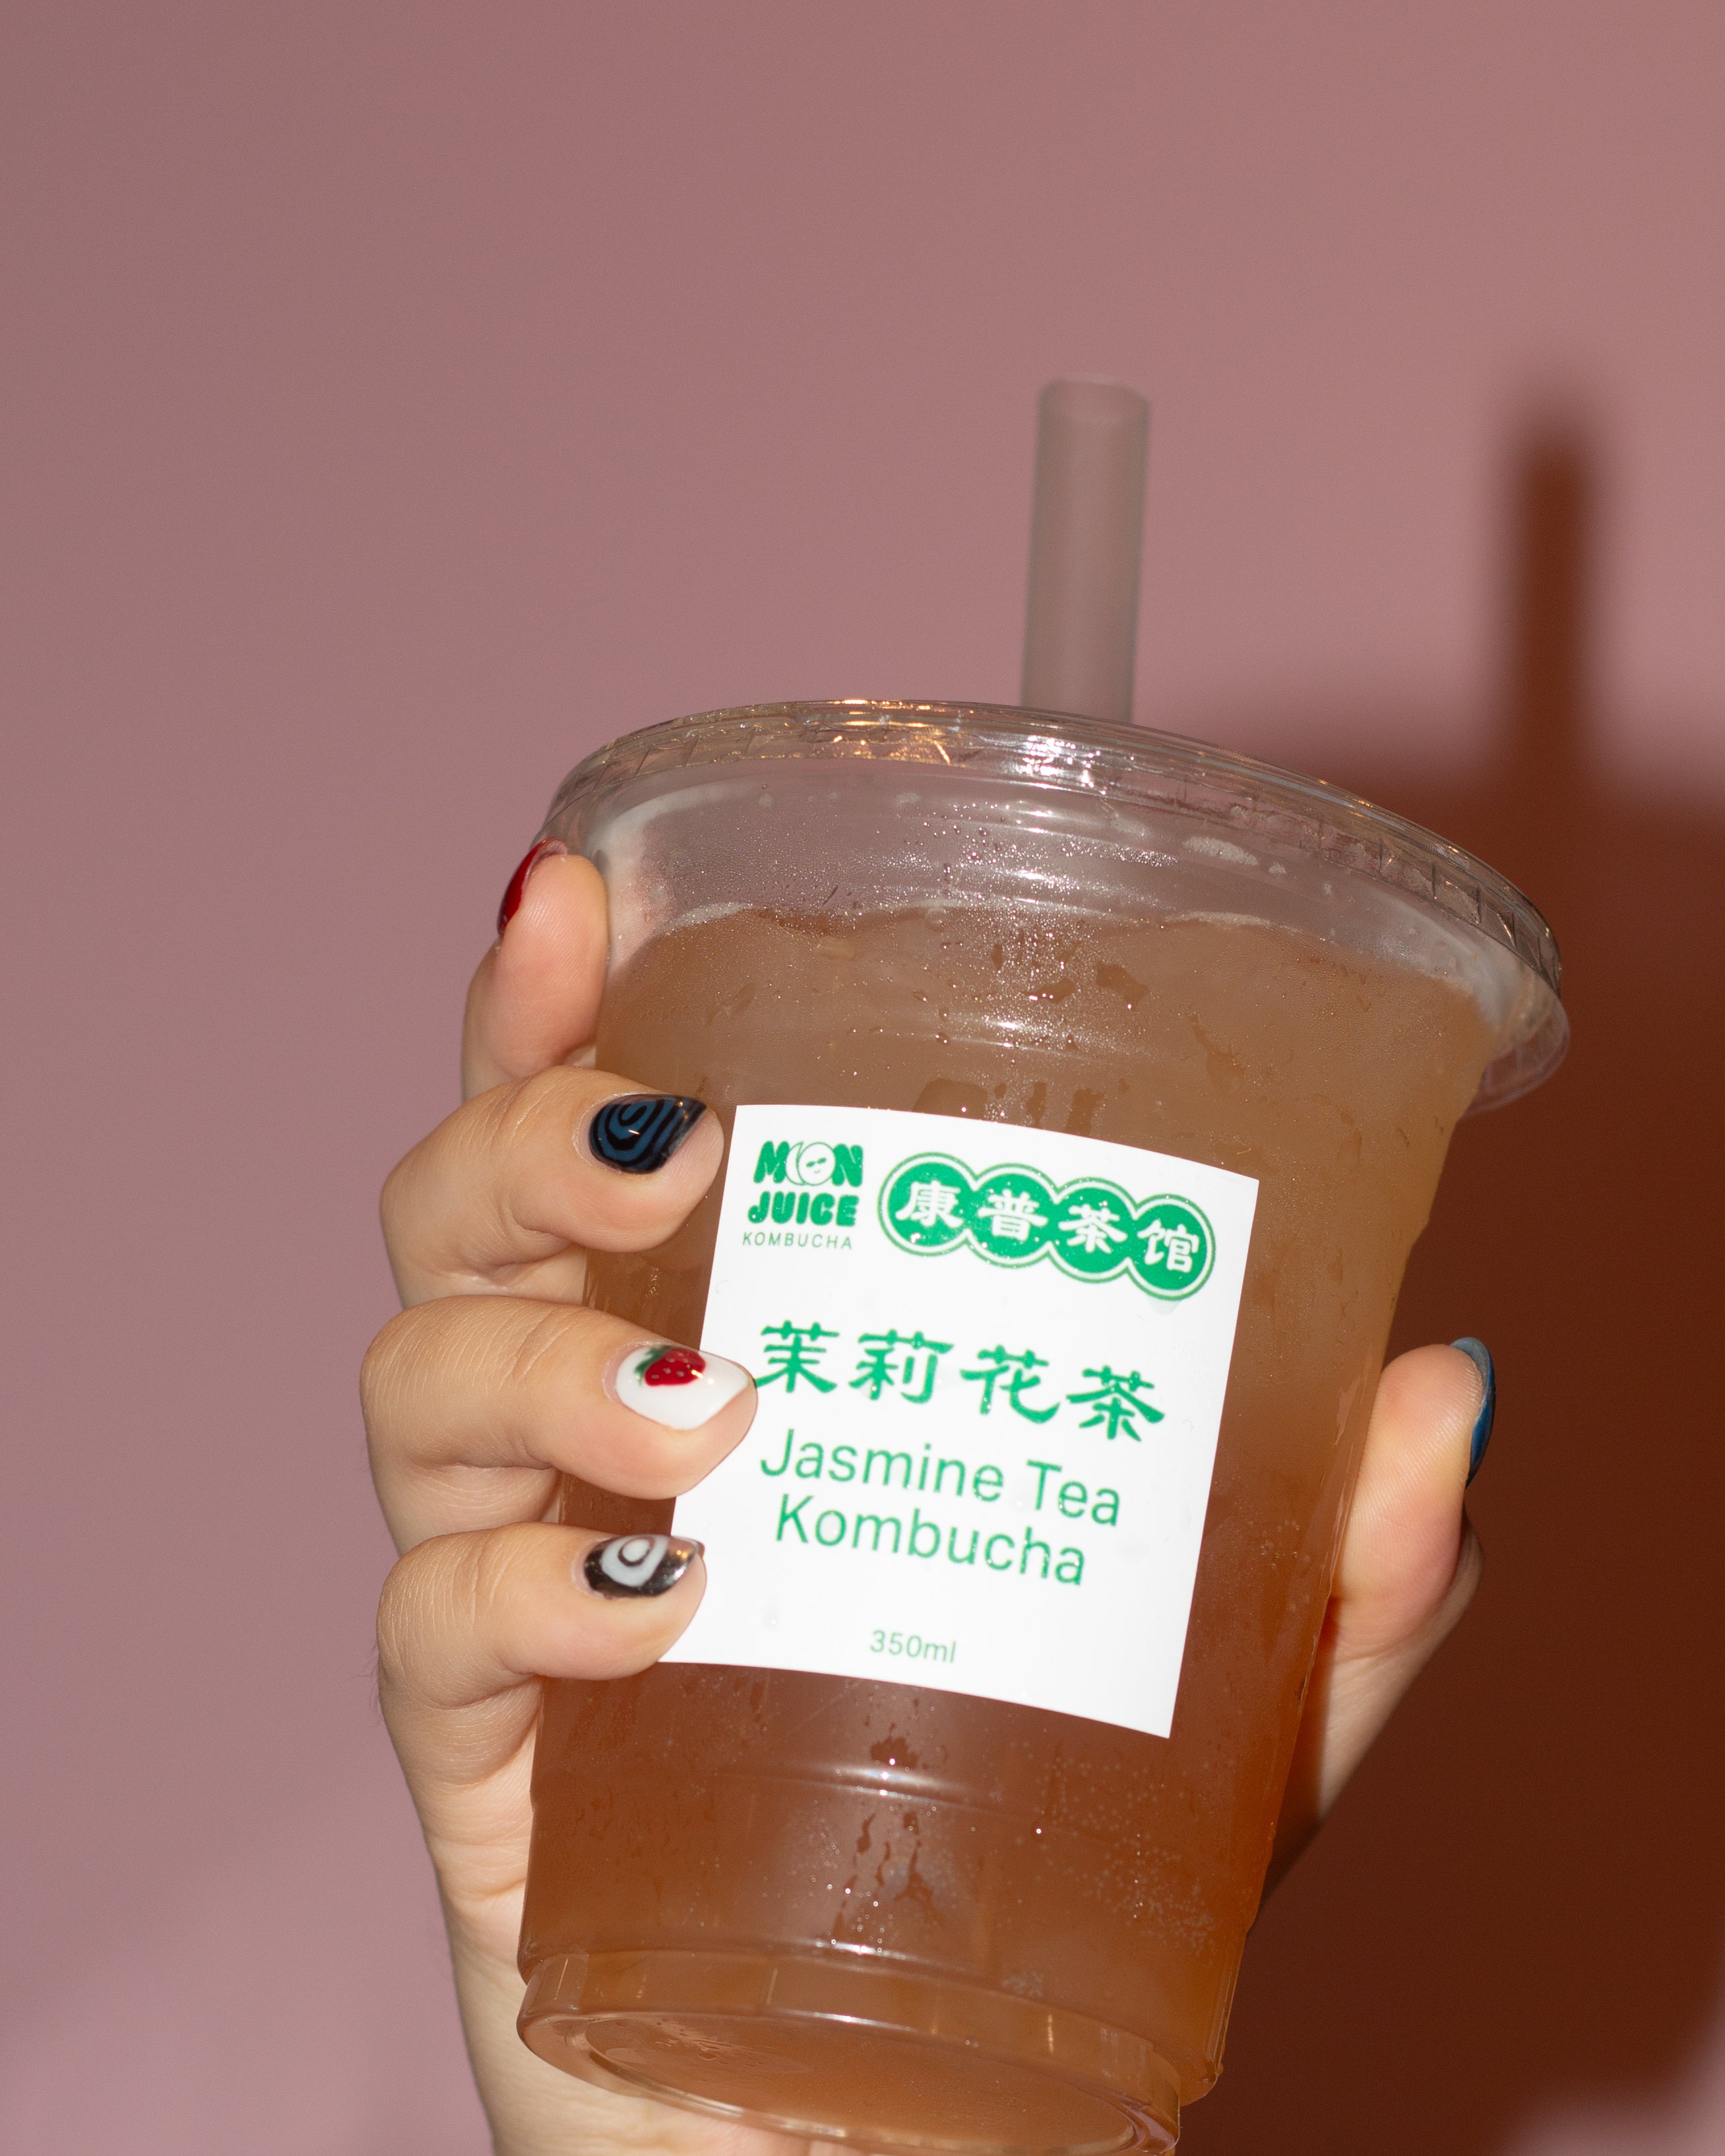 MOON
JUICE
KOMBUCHA
康普茶馆
茉莉花茶
Jasmine Tea
Kombucha
350ml